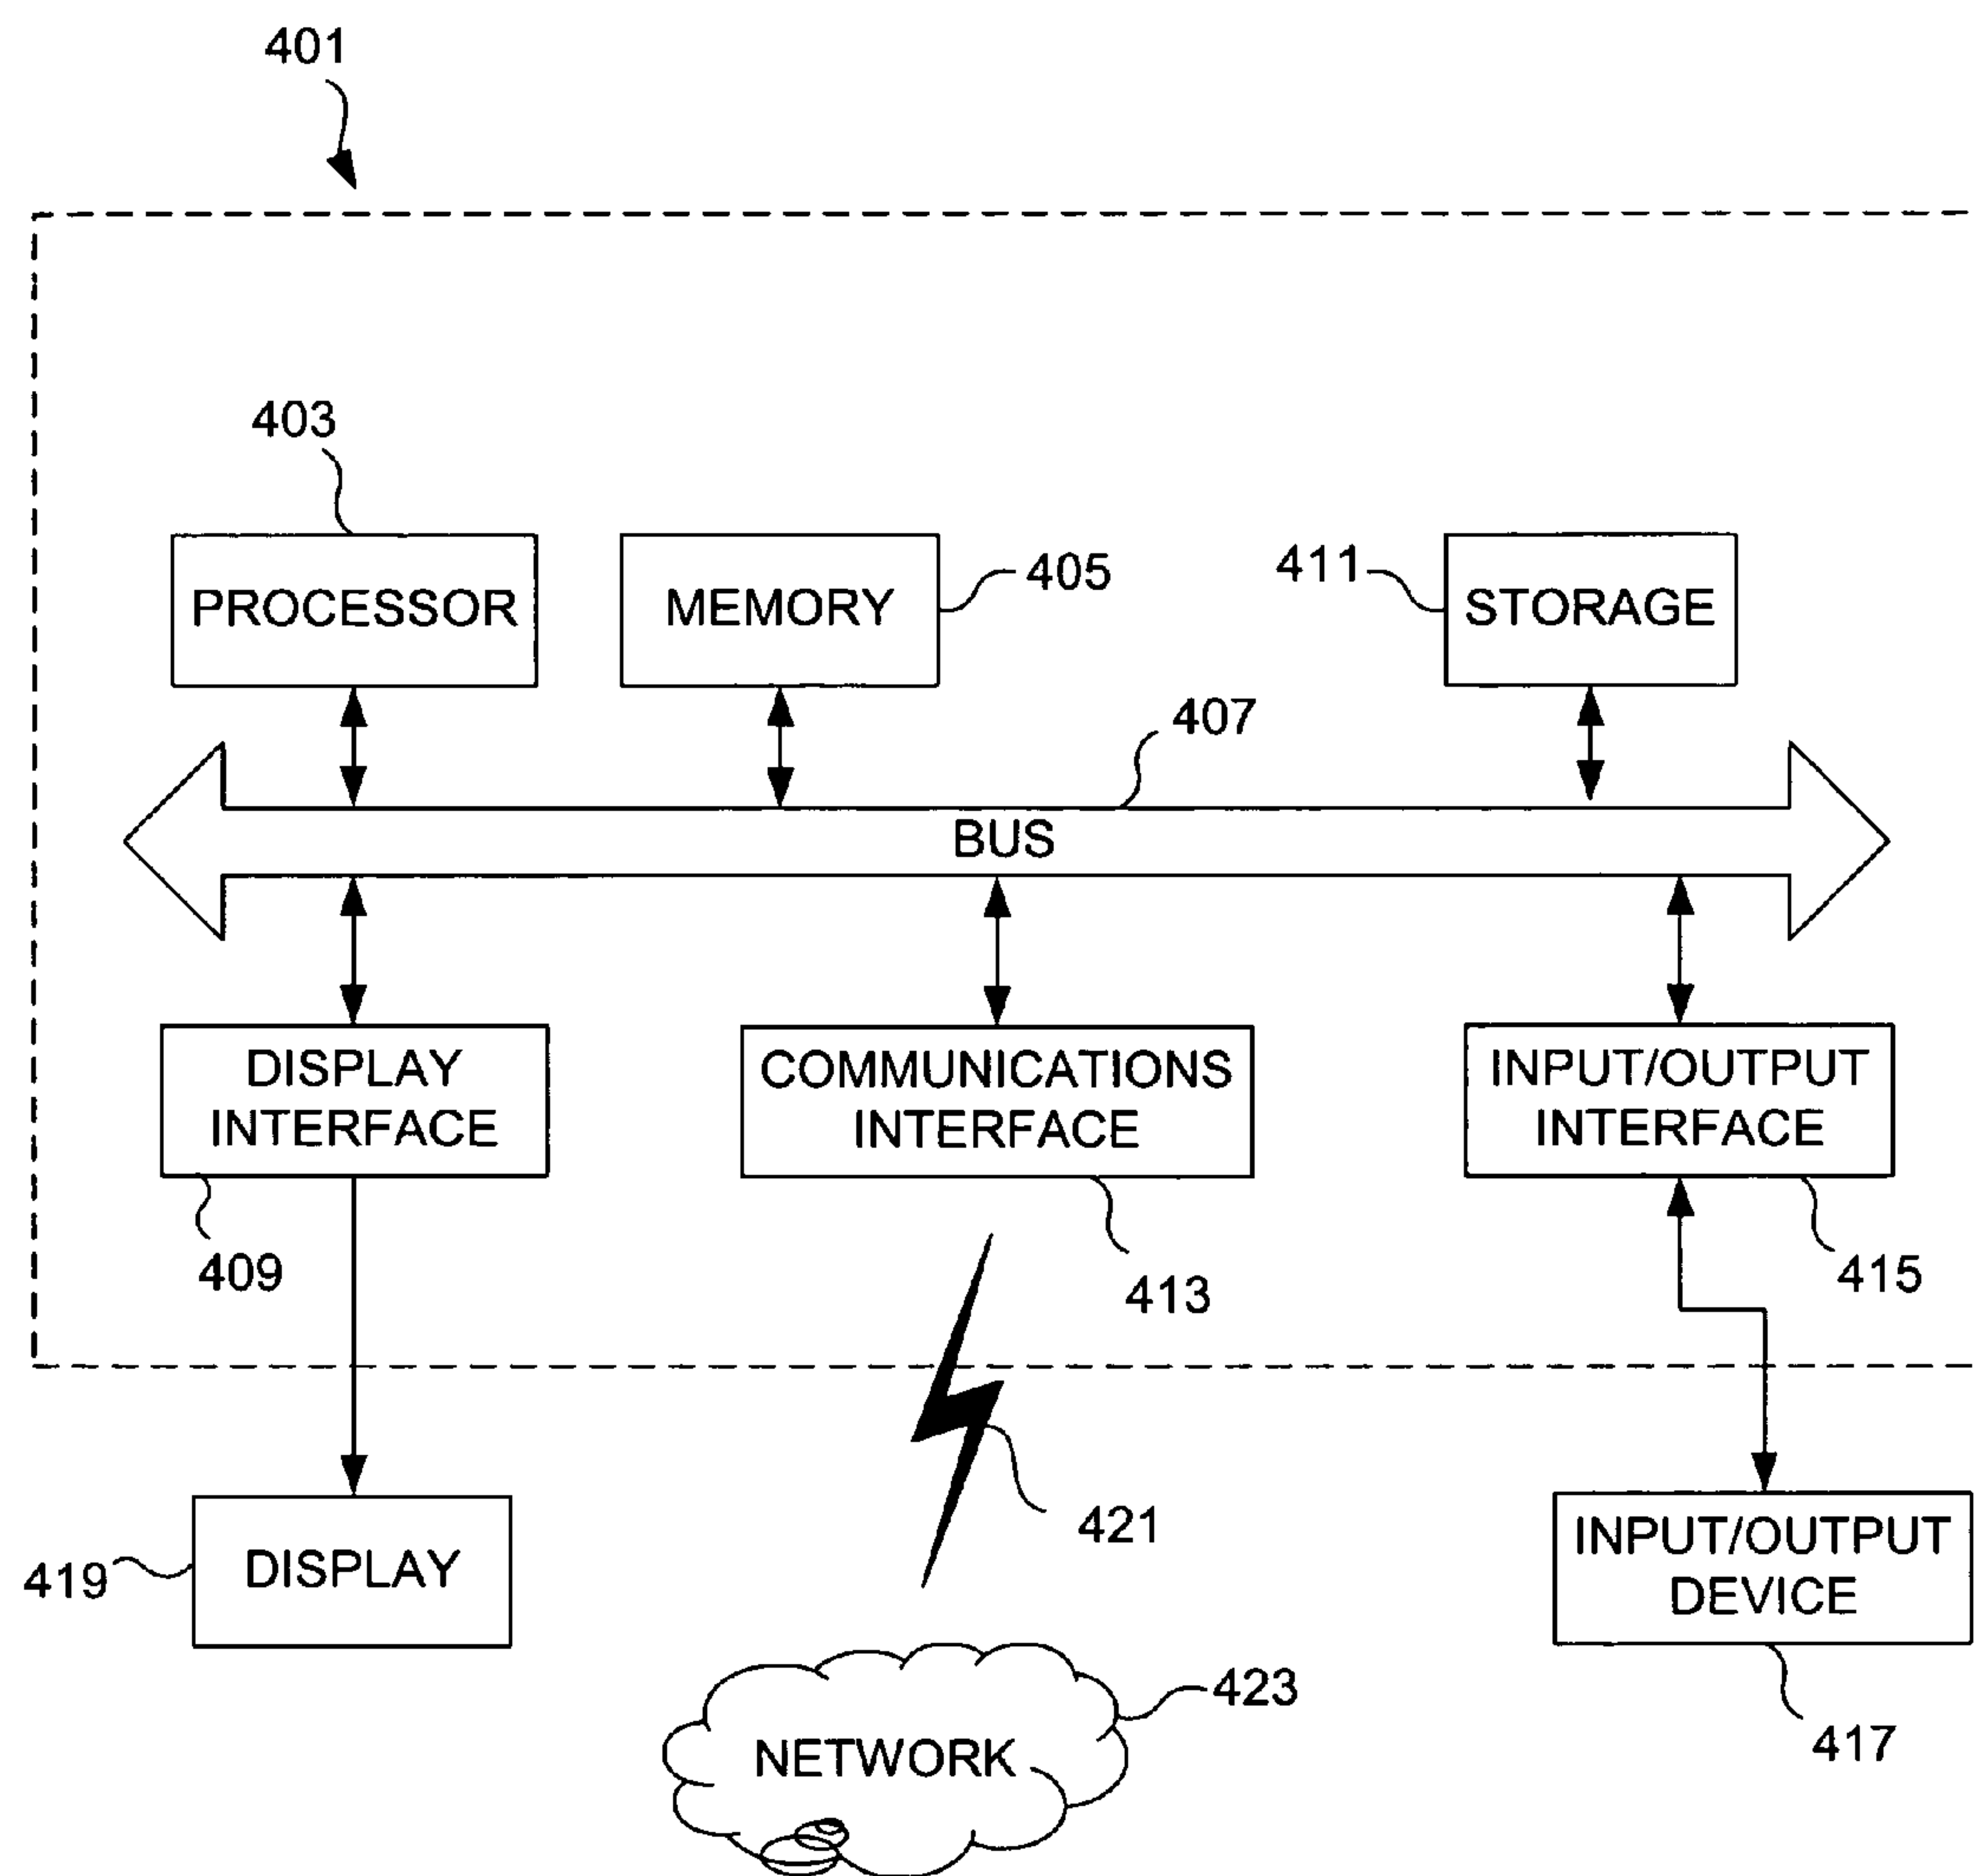 401
403
PROCESSOR
MEMORY
405
411
STORAGE
407
BUS
DISPLAY
INTERFACE
COMMUNICATIONS
INTERFACE
INPUT/OUTPUT
INTERFACE
409
413
415
421
419
DISPLAY
INPUT/OUTPUT
DEVICE
423
NETWORK
417